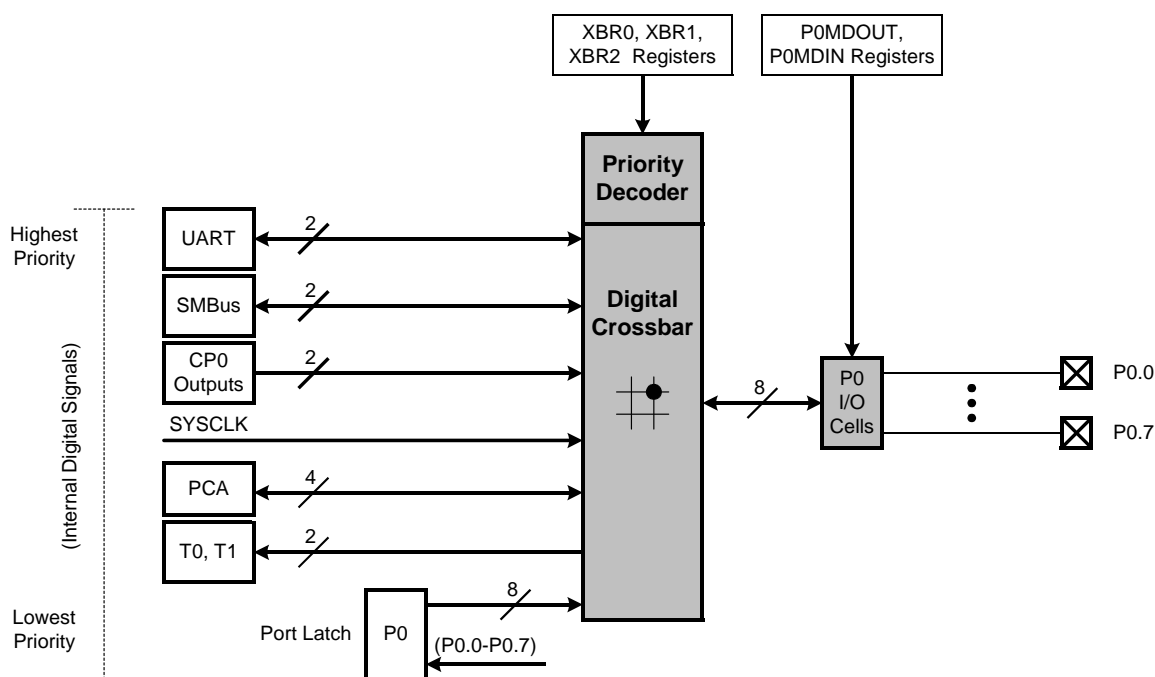 XBR0, XBR1,
XBR2 Registers
P0MDOUT,
P0MDIN Registers
Priority
Decoder
Highest
Priority
UART
2
SMBus
2
Digital
Crossbar
CP0
Outputs
2
(Internal Digital Signals)
SYSCLK
8
P0
I/O
Cells
P0.0
P0.7
PCA
4
T0, T1
2
Lowest
Priority
Port Latch
P0
8
(P0.0-P0.7)